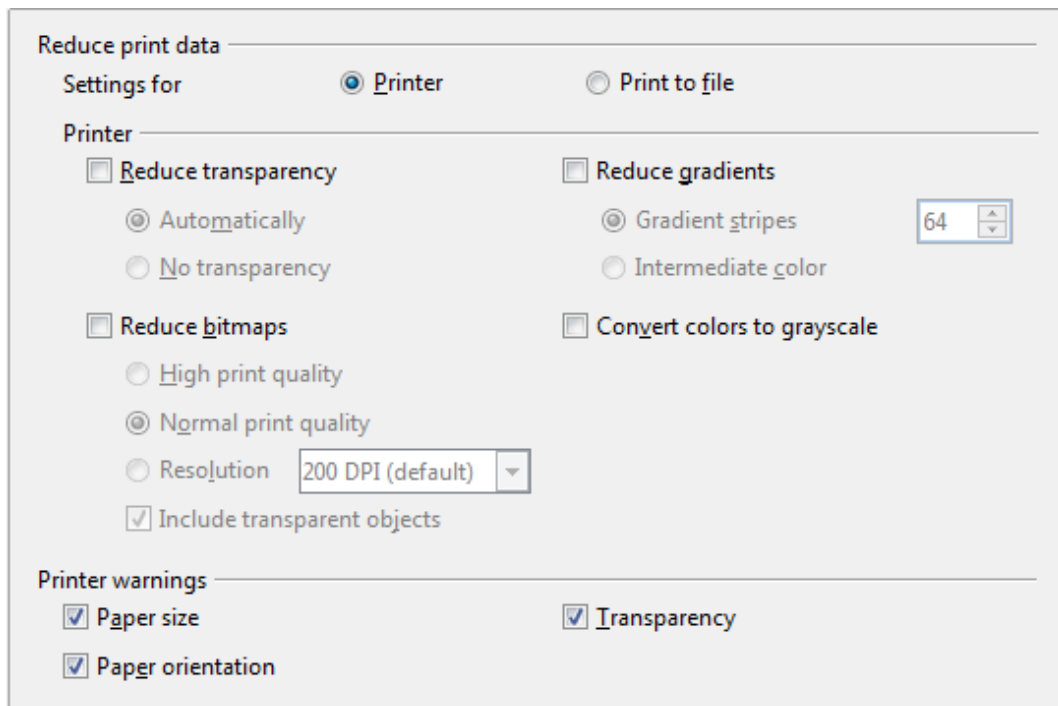 Reduce print data
Settings for Printer Print to file
Printer
Reduce transparency Reduce gradients
Automatically Gradient stripes 64
No transparency Intermediate color
Reduce bitmaps Convert colors to grayscale
High print quality
Normal print quality
Resolution 200 DPI (default)
Include transparent objects
Printer warnings
Paper size Transparency
Paper orientation